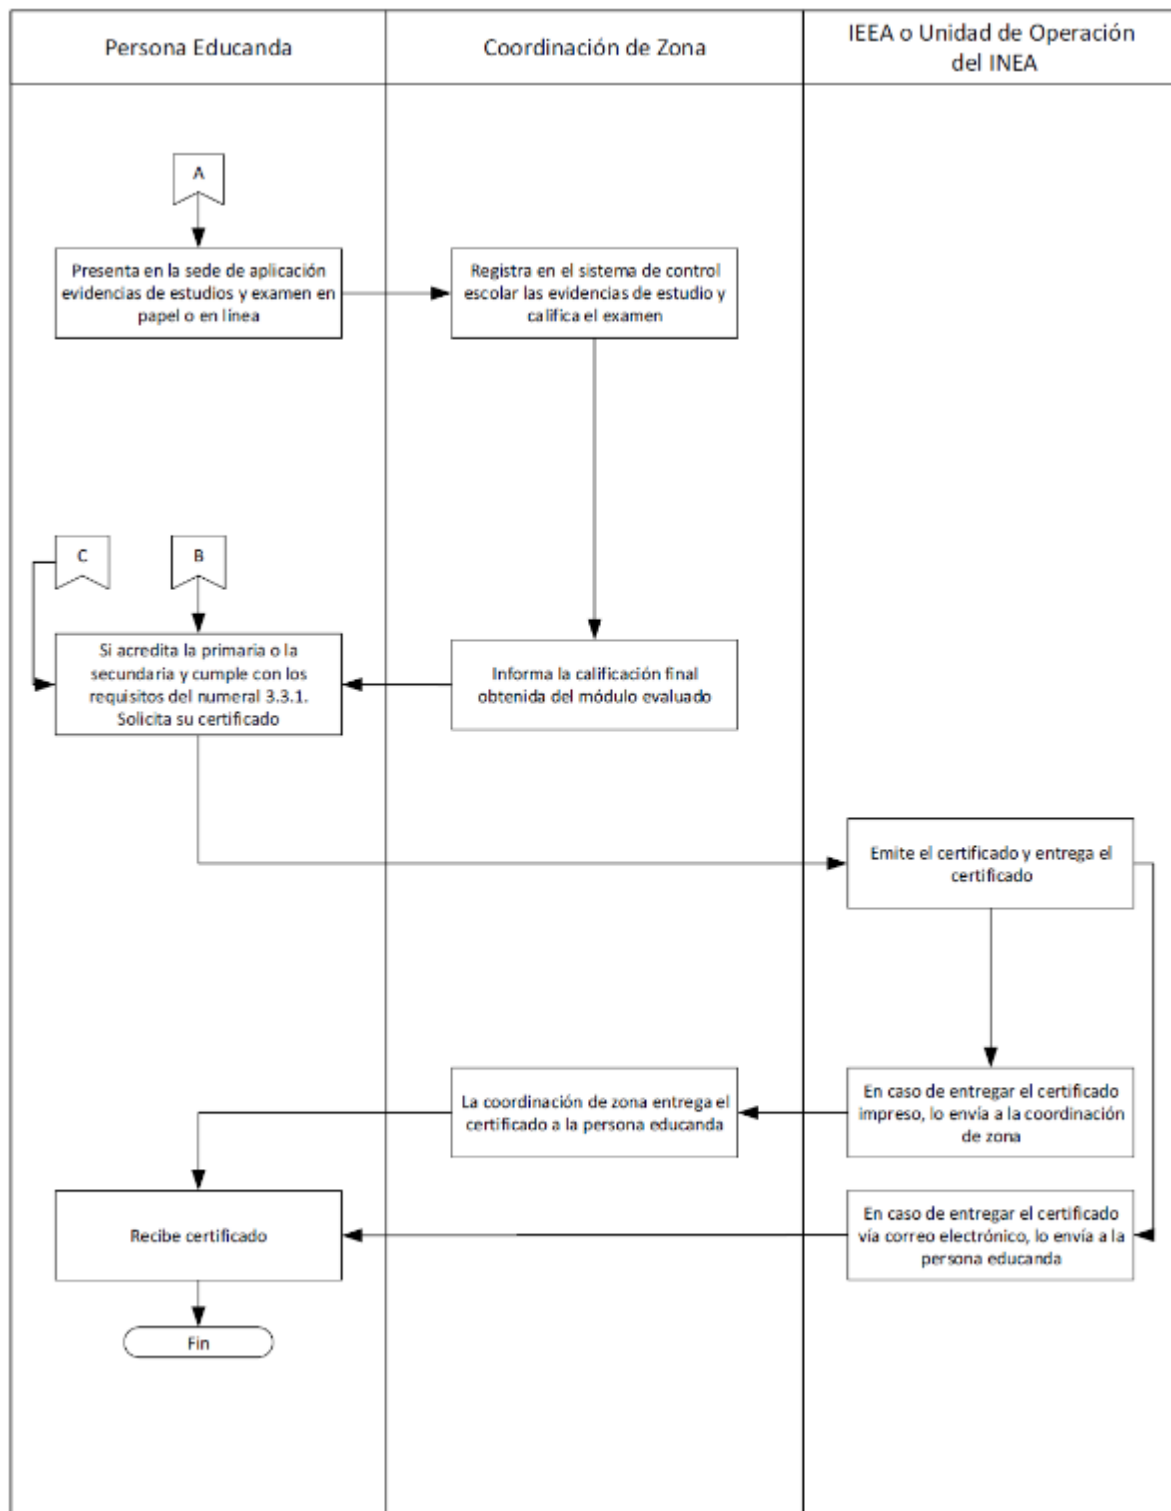 Persona Educanda
Coordinación de Zona
IEEA o Unidad de Operación
del INEA
A
Presenta en la sede de aplicación
evidencias de estudios y examen en
papel o en línea
Registra en el sistema de control
escolar las evidencias de estudio y
califica el examen
C
B
Si acredita la primaria o la
secundaria y cumple con los
requisitos del numeral 3.3.1.
Solicita su certificado
Informa la calificación final
obtenida del módulo evaluado
Emite el certificado y entrega el
certificado
La coordinación de zona entrega el
certificado a la persona educanda
En caso de entregar el certificado
impreso, lo envía a la coordinación
de zona
Recibe certificado
En caso de entregar el certificado
vía correo electrónico, lo envía a la
persona educanda
Fin